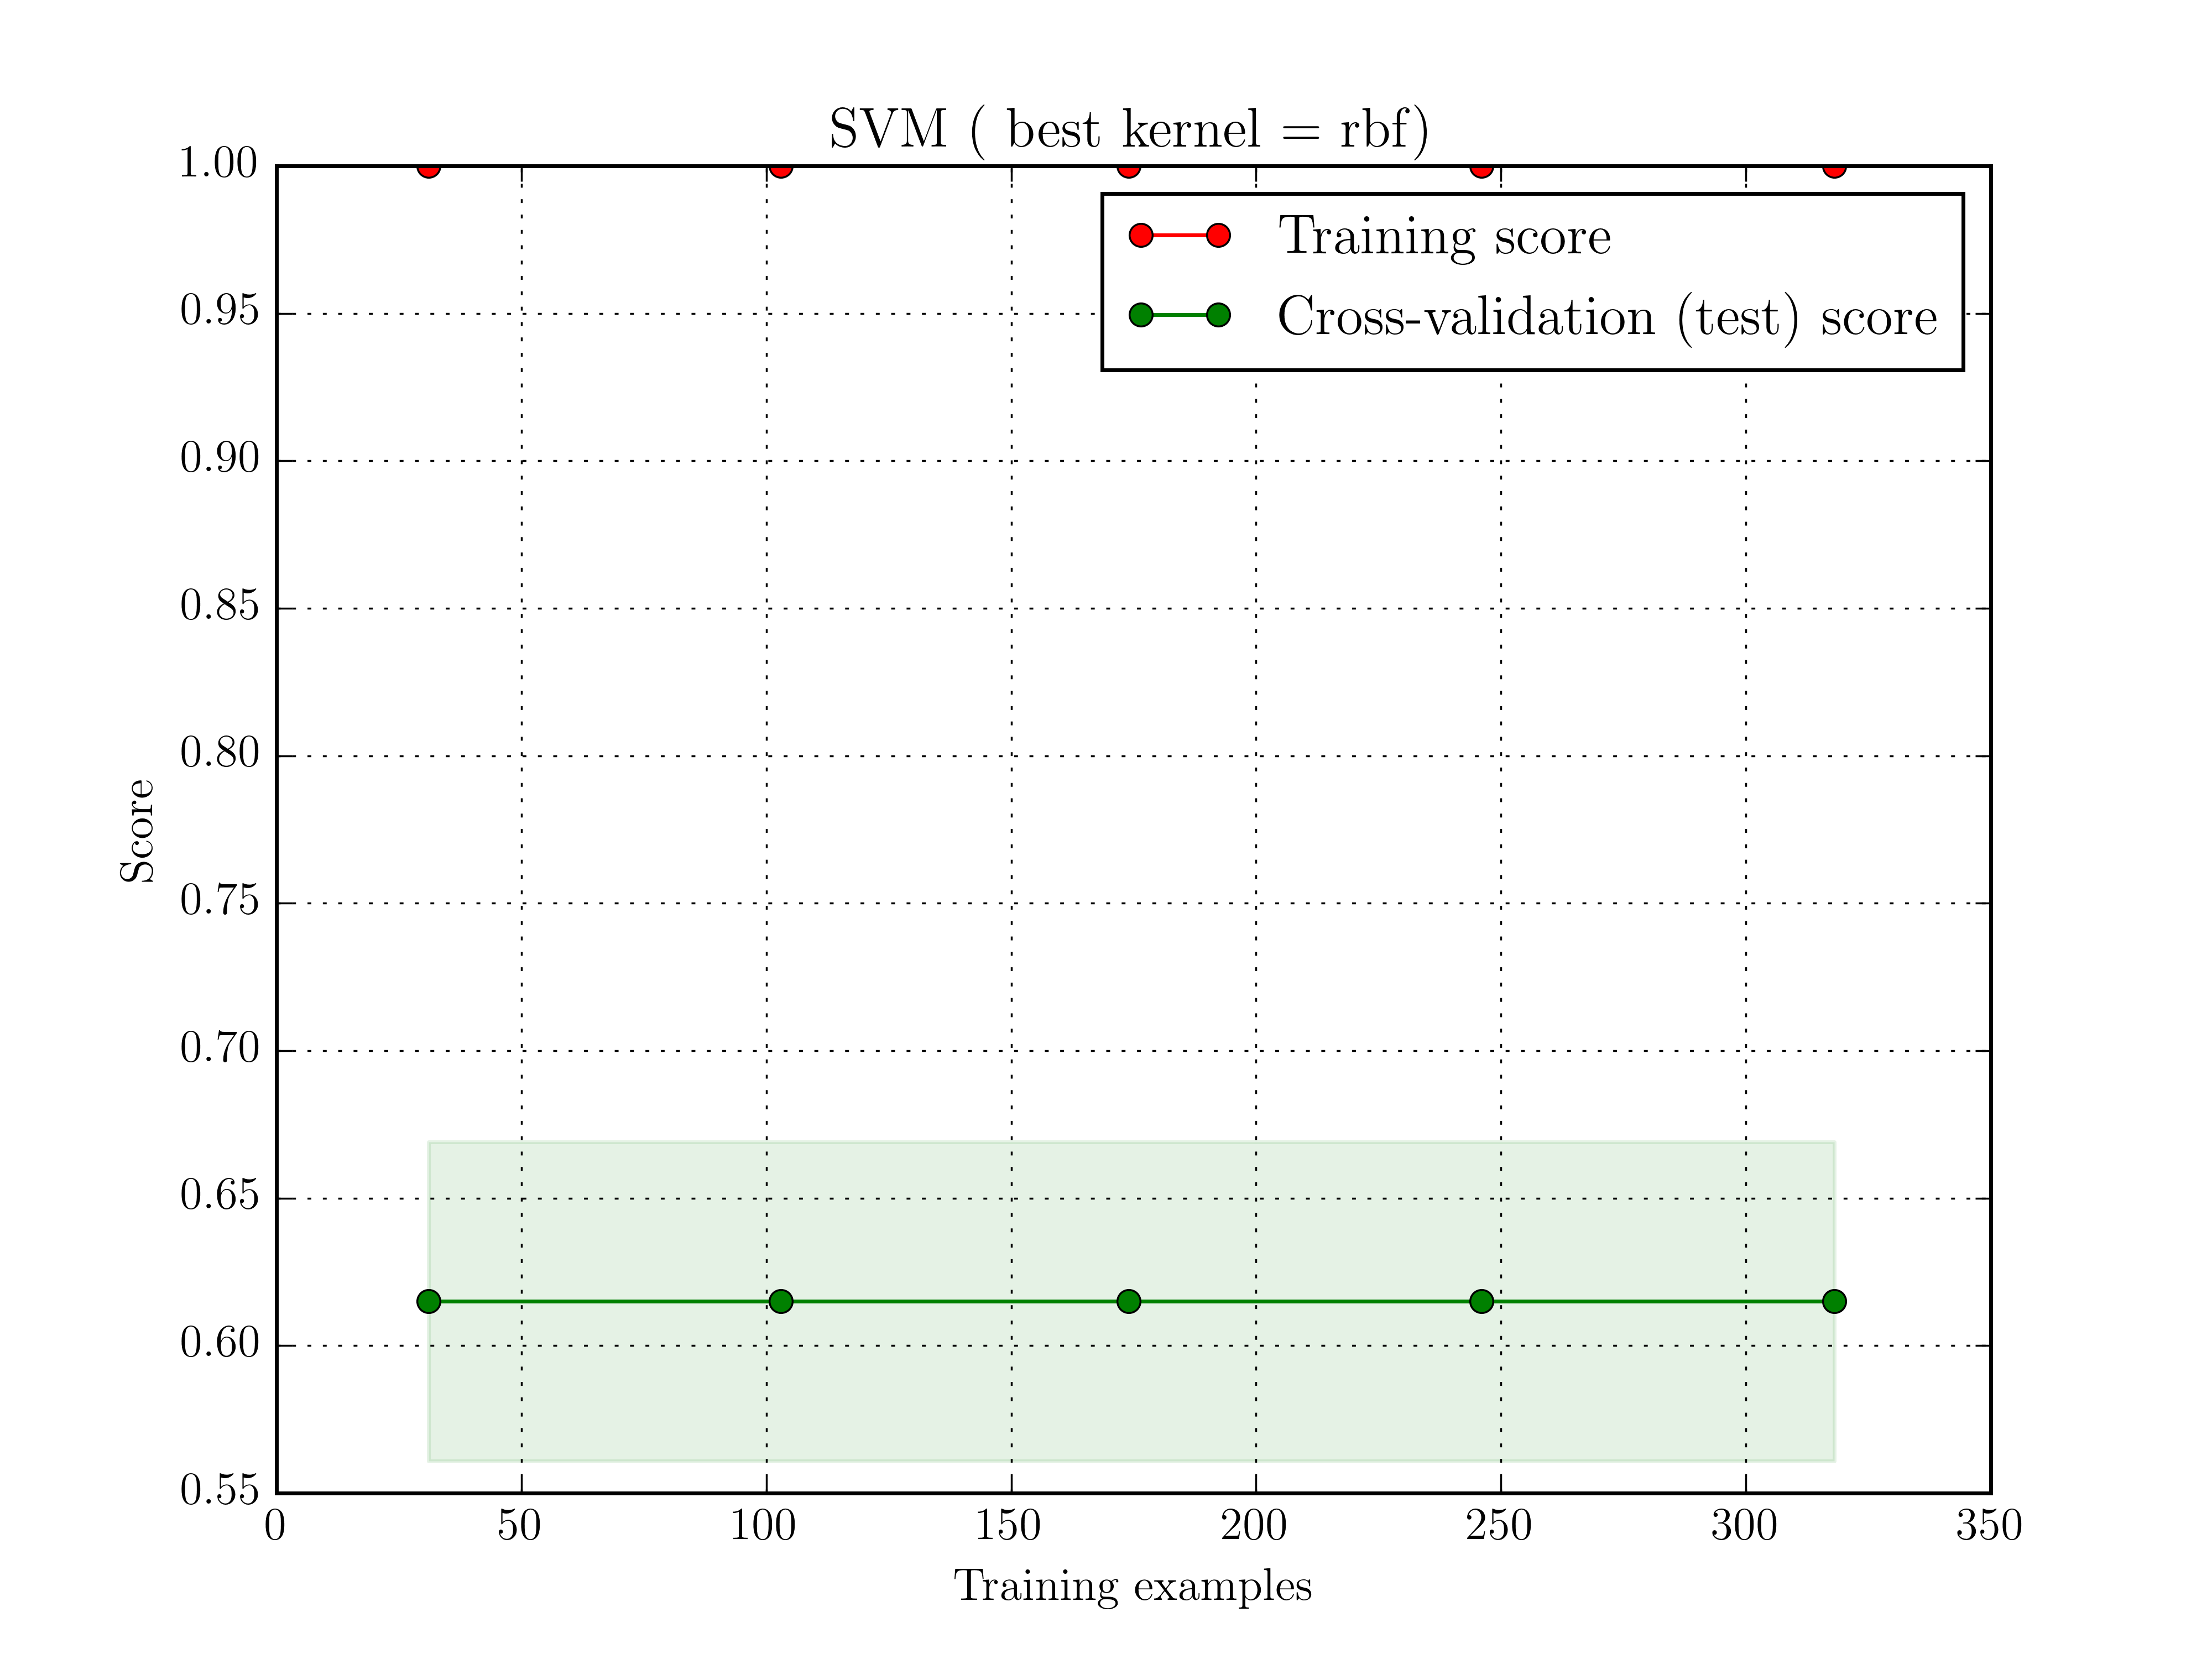 SVM ( best kernel = rbf)
1.00
Training score
0.95
Cross-validation (test) score
0.90
0.85
0.80
Score
0.75
0.70
0.65
0.60
0.55
0 50 100 150 200 250 300 350
Training examples